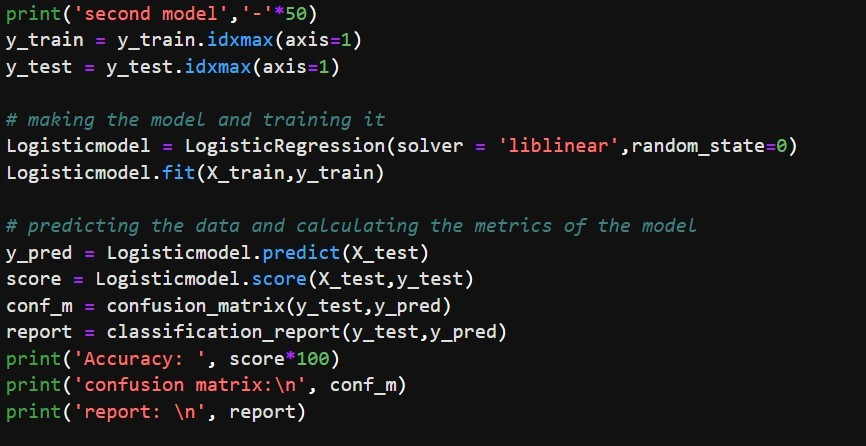 print('second model','-'*50)
y_train = y_train.idxmax(axis=1)
y_test = y_test.idxmax(axis=1)
# making the model and training it
Logisticmodel = LogisticRegression(solver = 'liblinear',random_state=0)
Logisticmodel.fit(X_train,y_train)
# predicting the data and calculating the metrics of the model
y_pred = Logisticmodel.predict(X_test)
score = Logisticmodel.score(X_test,y_test)
conf_m = confusion_matrix(y_test,y_pred)
report = classification_report(y_test,y_pred)
print('Accuracy: ', score*100)
print('confusion matrix:\n', conf_m)
print('report: \n', report)